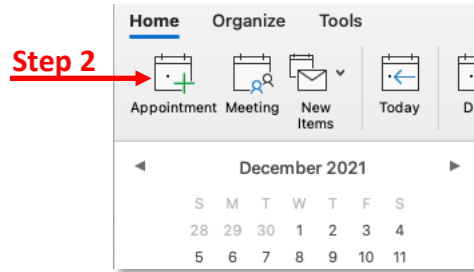 Home Organize Tools
Step 2
Appointment Meeting New Items Today D
December 2021
S M T W T F S
28 29 30 1 2 3 4
5 6 7 8 9 10 11